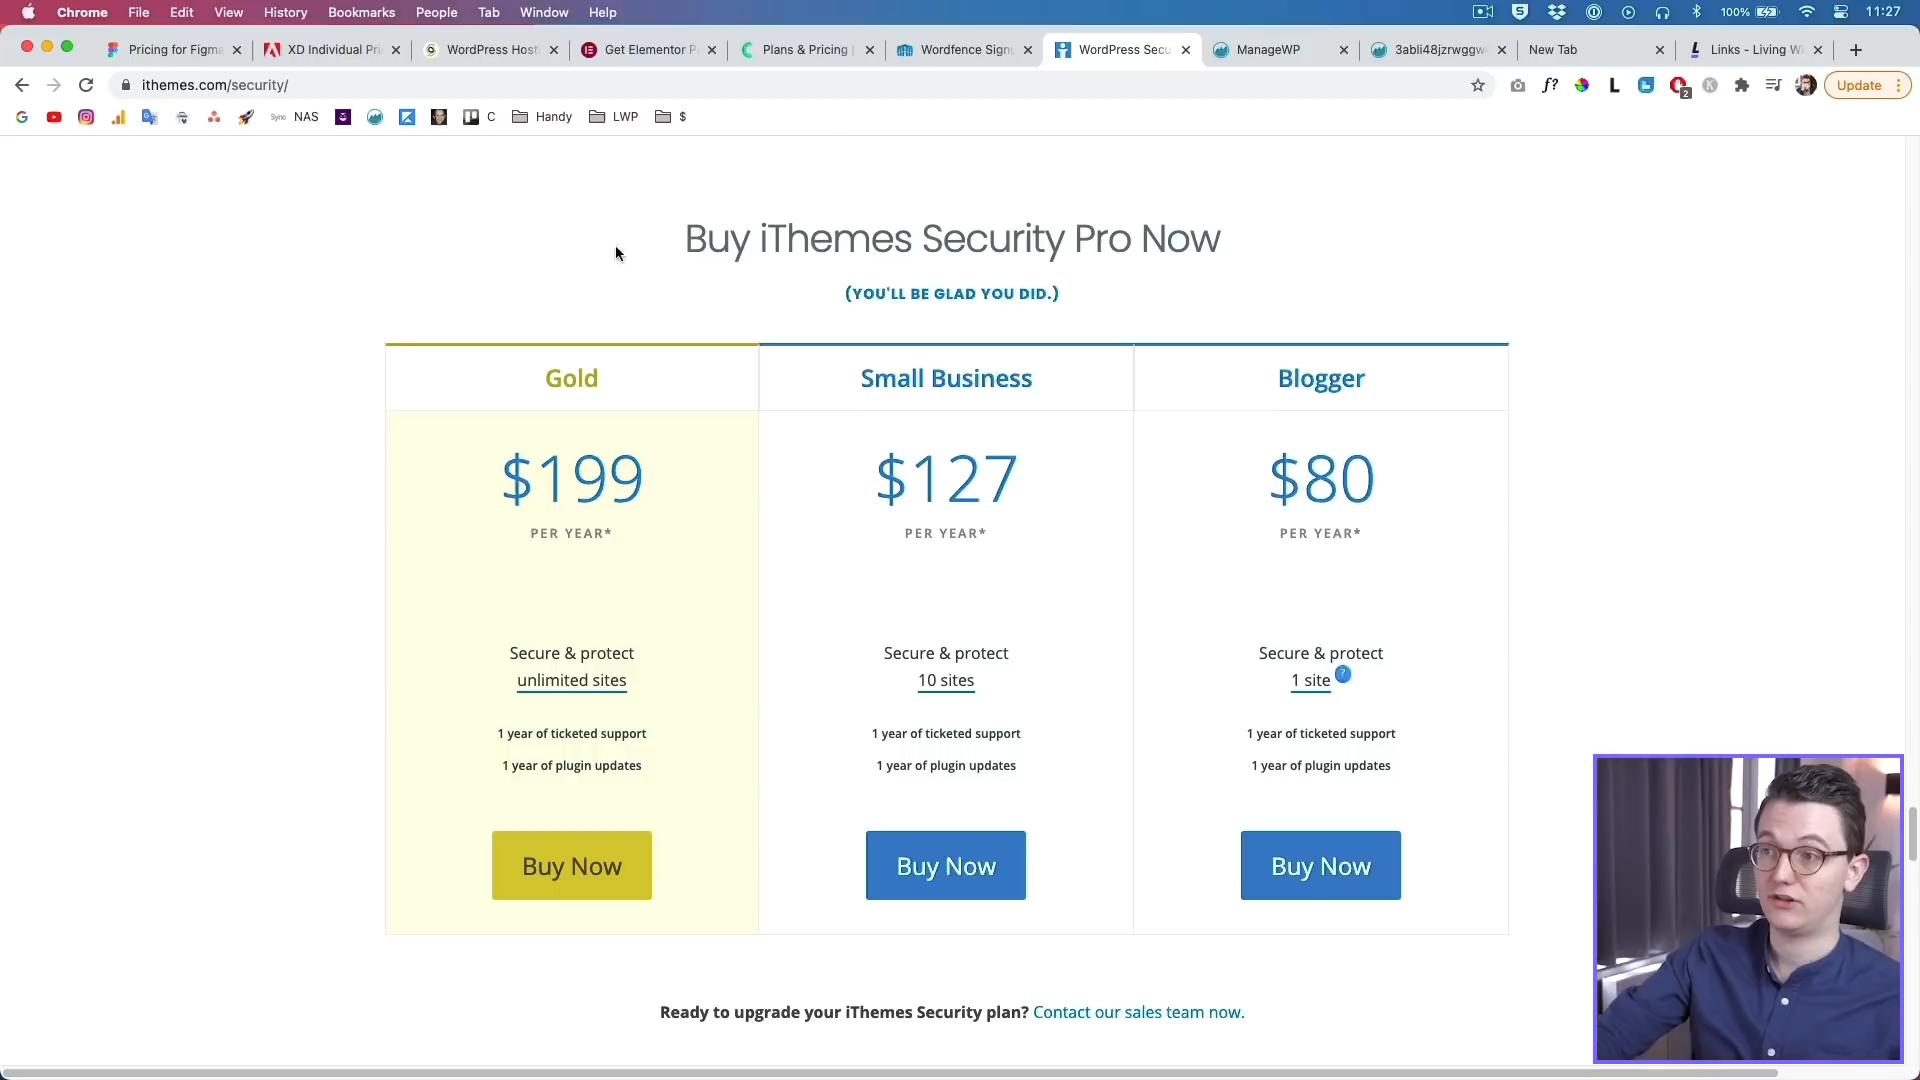 Chrome File Edit View History Bookmarks People Tab Window Help 100% 11:27
Pricing for Figma
XD Individual Pri
WordPress Host
Get Elementor P
Plans & Pricing
Wordfence Signu
WordPress Secu
ManageWP
3abli48jzrwggw
New Tab
Links - Living W
ithemes.com/security/
f?
L
2
K
Update
Sync NAS
C
Handy
LWP
$
Buy iThemes Security Pro Now
(YOU'LL BE GLAD YOU DID.)
Gold
$199
PER YEAR*
Secure & protect
unlimited sites
1 year of ticketed support
1 year of plugin updates
Buy Now
Small Business
$127
PER YEAR*
Secure & protect
10 sites
1 year of ticketed support
1 year of plugin updates
Buy Now
Blogger
$80
PER YEAR*
Secure & protect
1 site ?
1 year of ticketed support
1 year of plugin updates
Buy Now
Ready to upgrade your iThemes Security plan? Contact our sales team now.